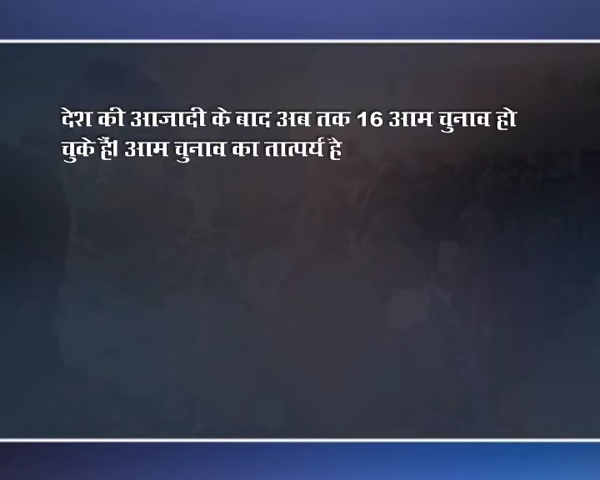 देश की आजादी के बाद अब तक 16 आम चुनाव हो
चुके हैं। आम चुनाव का तात्पर्य है